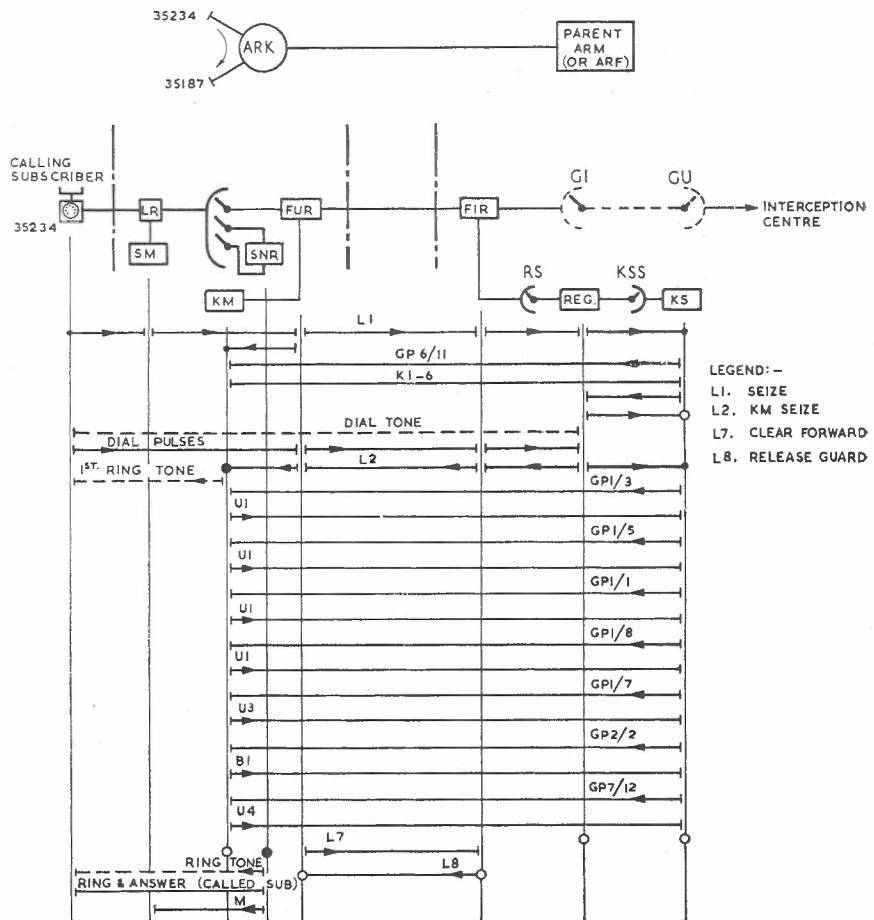 35234
ARK
35187
PARENT
ARM
(OR ARF)
CALLING
SUBSCRIBER
35234
LR
SM
SNR
KM
FUR
FIR
GI
GU
INTERCEPTION
CENTRE
RS
REG.
KSS
KS
L1
GP 6/11
K1-6
LEGEND:-
L1. SEIZE
L2. KM SEIZE
L7. CLEAR FORWARD
L8. RELEASE GUARD
DIAL TONE
DIAL PULSES
L2
1ST. RING TONE
GP1/3
U1
GP1/5
U1
GP1/1
U1
GP1/8
U1
GP1/7
U3
GP2/2
B1
GP7/12
U4
L7
RING TONE
L8
RING & ANSWER (CALLED SUB)
M